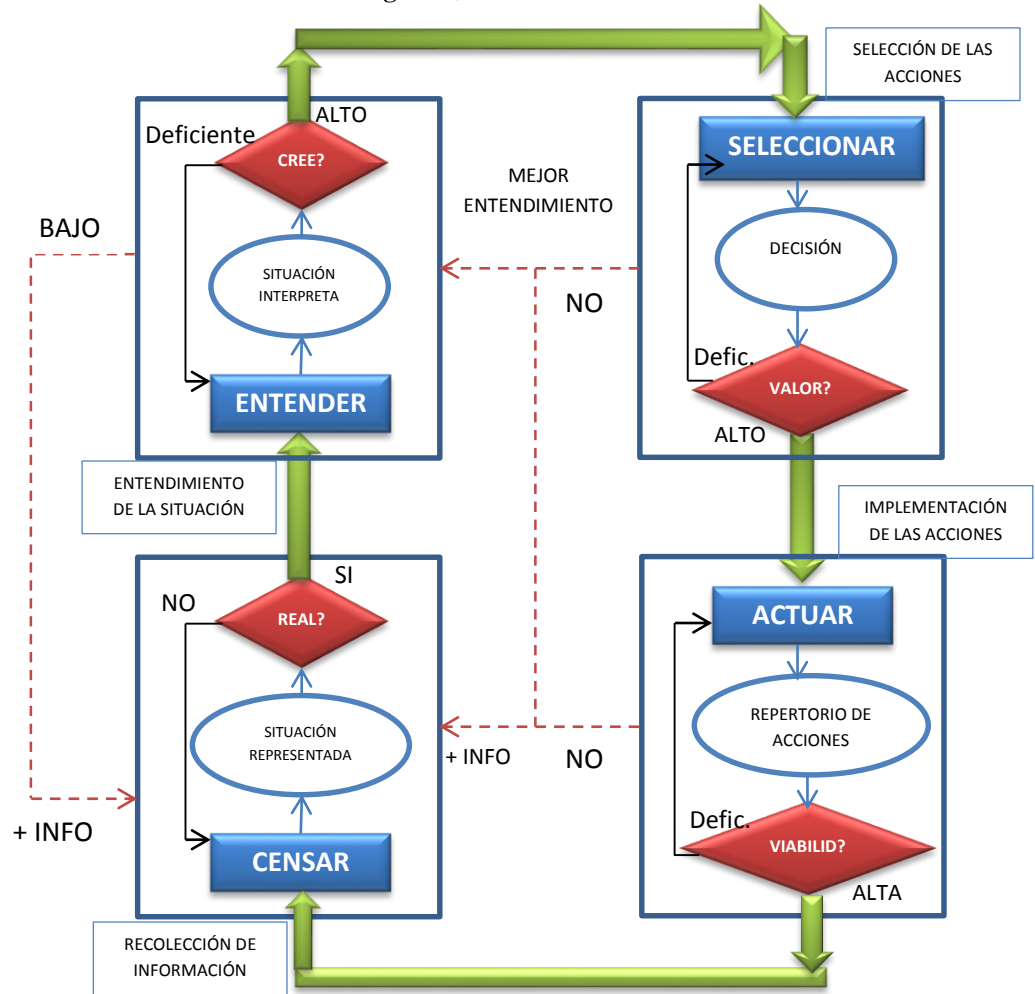 SELECCIÓN DE LAS
ACCIONES
ALTO
Deficiente
CREE?
SELECCIONAR
MEJOR
ENTENDIMIENTO
BAJO
DECISIÓN
SITUACIÓN
INTERPRETA
NO
Defic.
ENTENDER
VALOR?
ALTO
ENTENDIMIENTO
DE LA SITUACIÓN
IMPLEMENTACIÓN
DE LAS ACCIONES
SI
NO
REAL?
ACTUAR
SITUACIÓN
REPRESENTADA
REPERTORIO DE
ACCIONES
+ INFO
NO
+ INFO
Defic.
CENSAR
VIABILID?
ALTA
RECOLECCIÓN DE
INFORMACIÓN